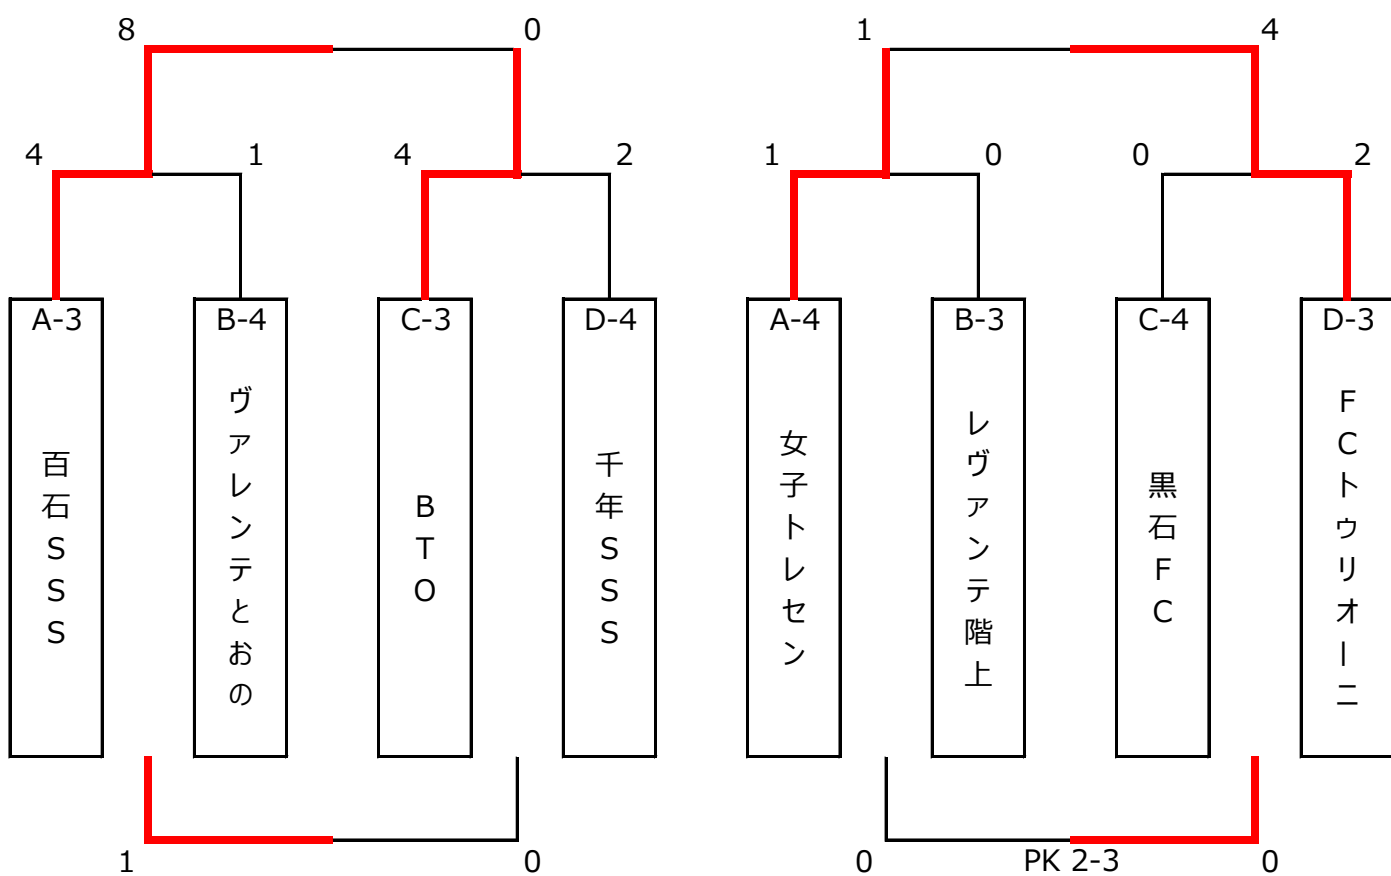 8
0
1
4
4
1
4
2
1
0
0
2
A-3
B-4
C-3
D-4
A-4
B-3
C-4
D-3
百石SSS
ヴァレンテとおの
BTO
千年SSS
女子トレセン
レヴァンテ階上
黒石FC
FCトゥリオーニ
1
0
0
PK 2-3
0